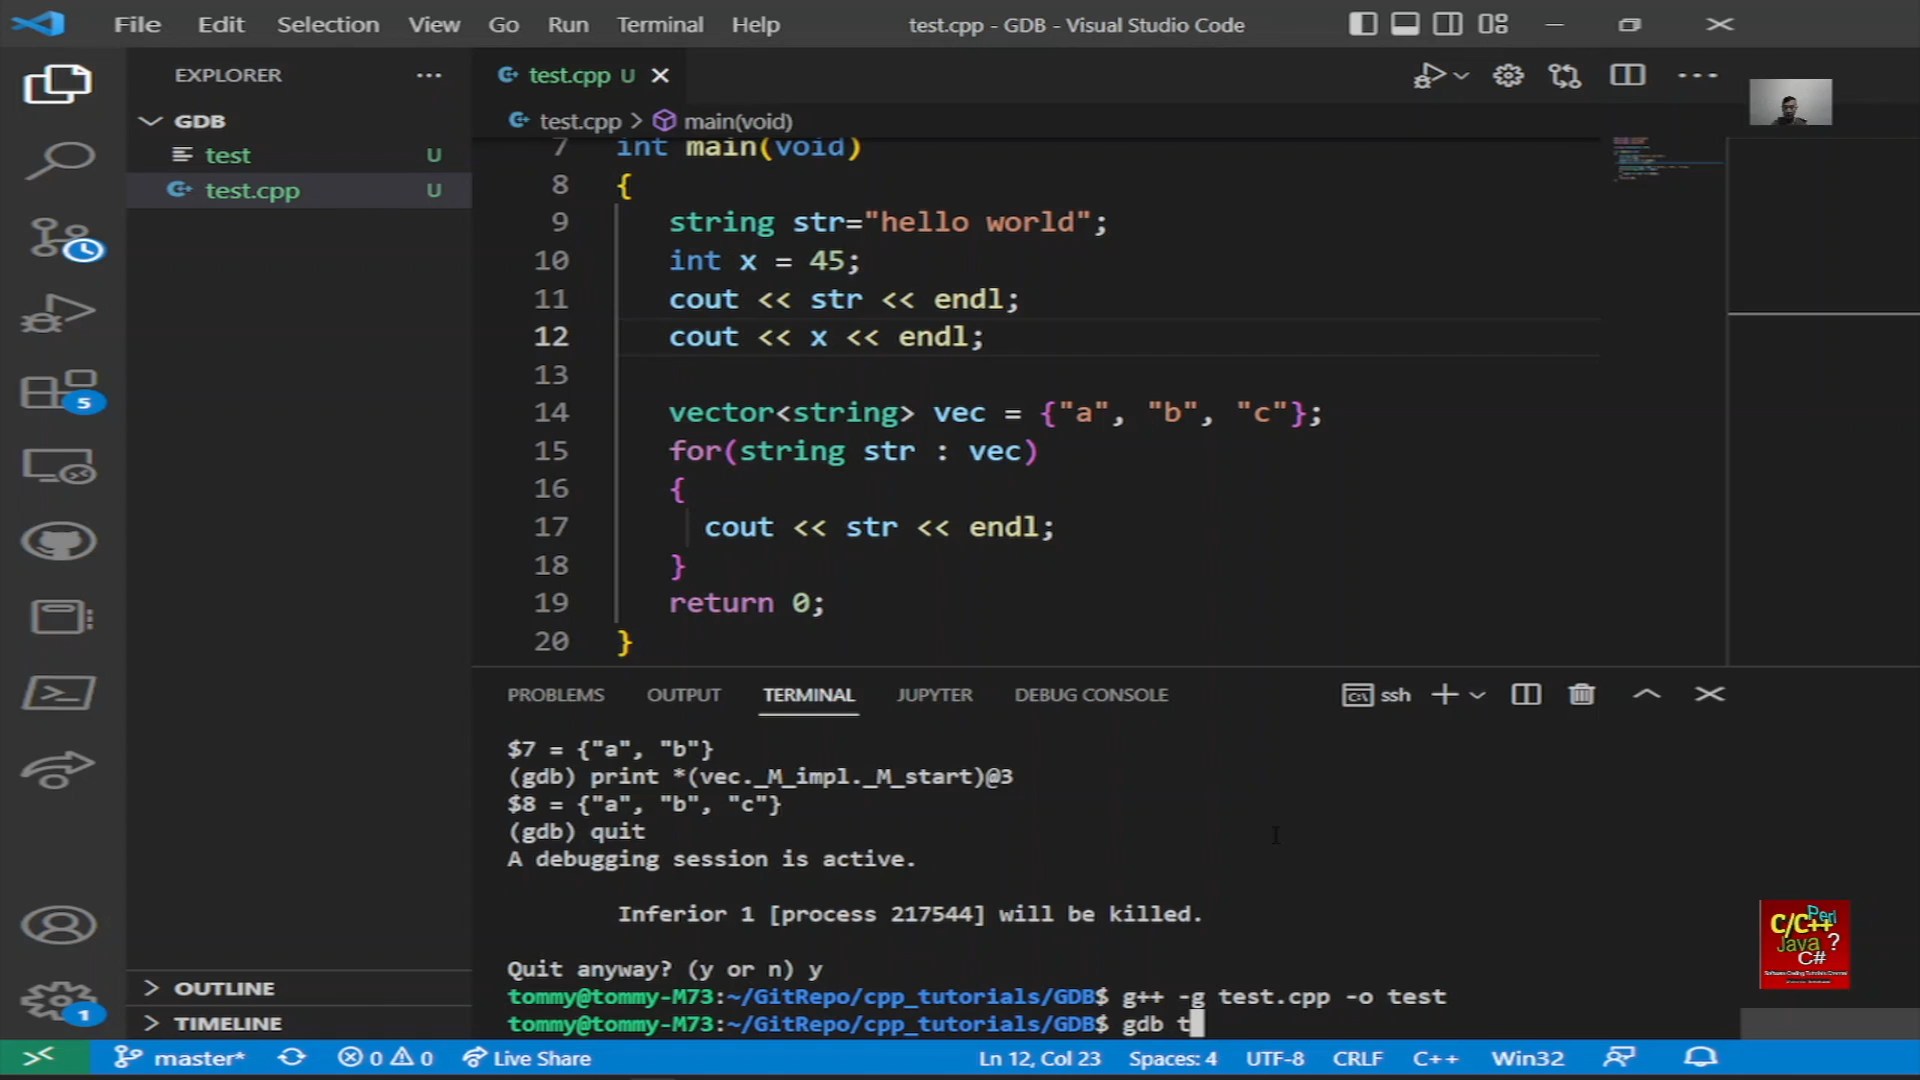 File Edit Selection View Go Run Terminal Help test.cpp - GDB - Visual Studio Code
EXPLORER
GDB
test U
test.cpp U
5
1
OUTLINE
TIMELINE
test.cpp U
test.cpp > main(void)
7 int main(void)
8 {
9 string str="hello world";
10 int x = 45;
11 cout << str << endl;
12 cout << x << endl;
13
14 vector<string> vec = {"a", "b", "c"};
15 for(string str : vec)
16 {
17 cout << str << endl;
18 }
19 return 0;
20 }
PROBLEMS OUTPUT TERMINAL JUPYTER DEBUG CONSOLE ssh
$7 = {"a", "b"}
(gdb) print *(vec._M_impl._M_start)@3
$8 = {"a", "b", "c"}
(gdb) quit
A debugging session is active.
Inferior 1 [process 217544] will be killed.
Quit anyway? (y or n) y
tommy@tommy-M73:~/GitRepo/cpp_tutorials/GDB$ g++ -g test.cpp -o test
tommy@tommy-M73:~/GitRepo/cpp_tutorials/GDB$ gdb t
C/C++ Perl
Java ?
C#
master* 0 0 Live Share Ln 12, Col 23 Spaces: 4 UTF-8 CRLF C++ Win32